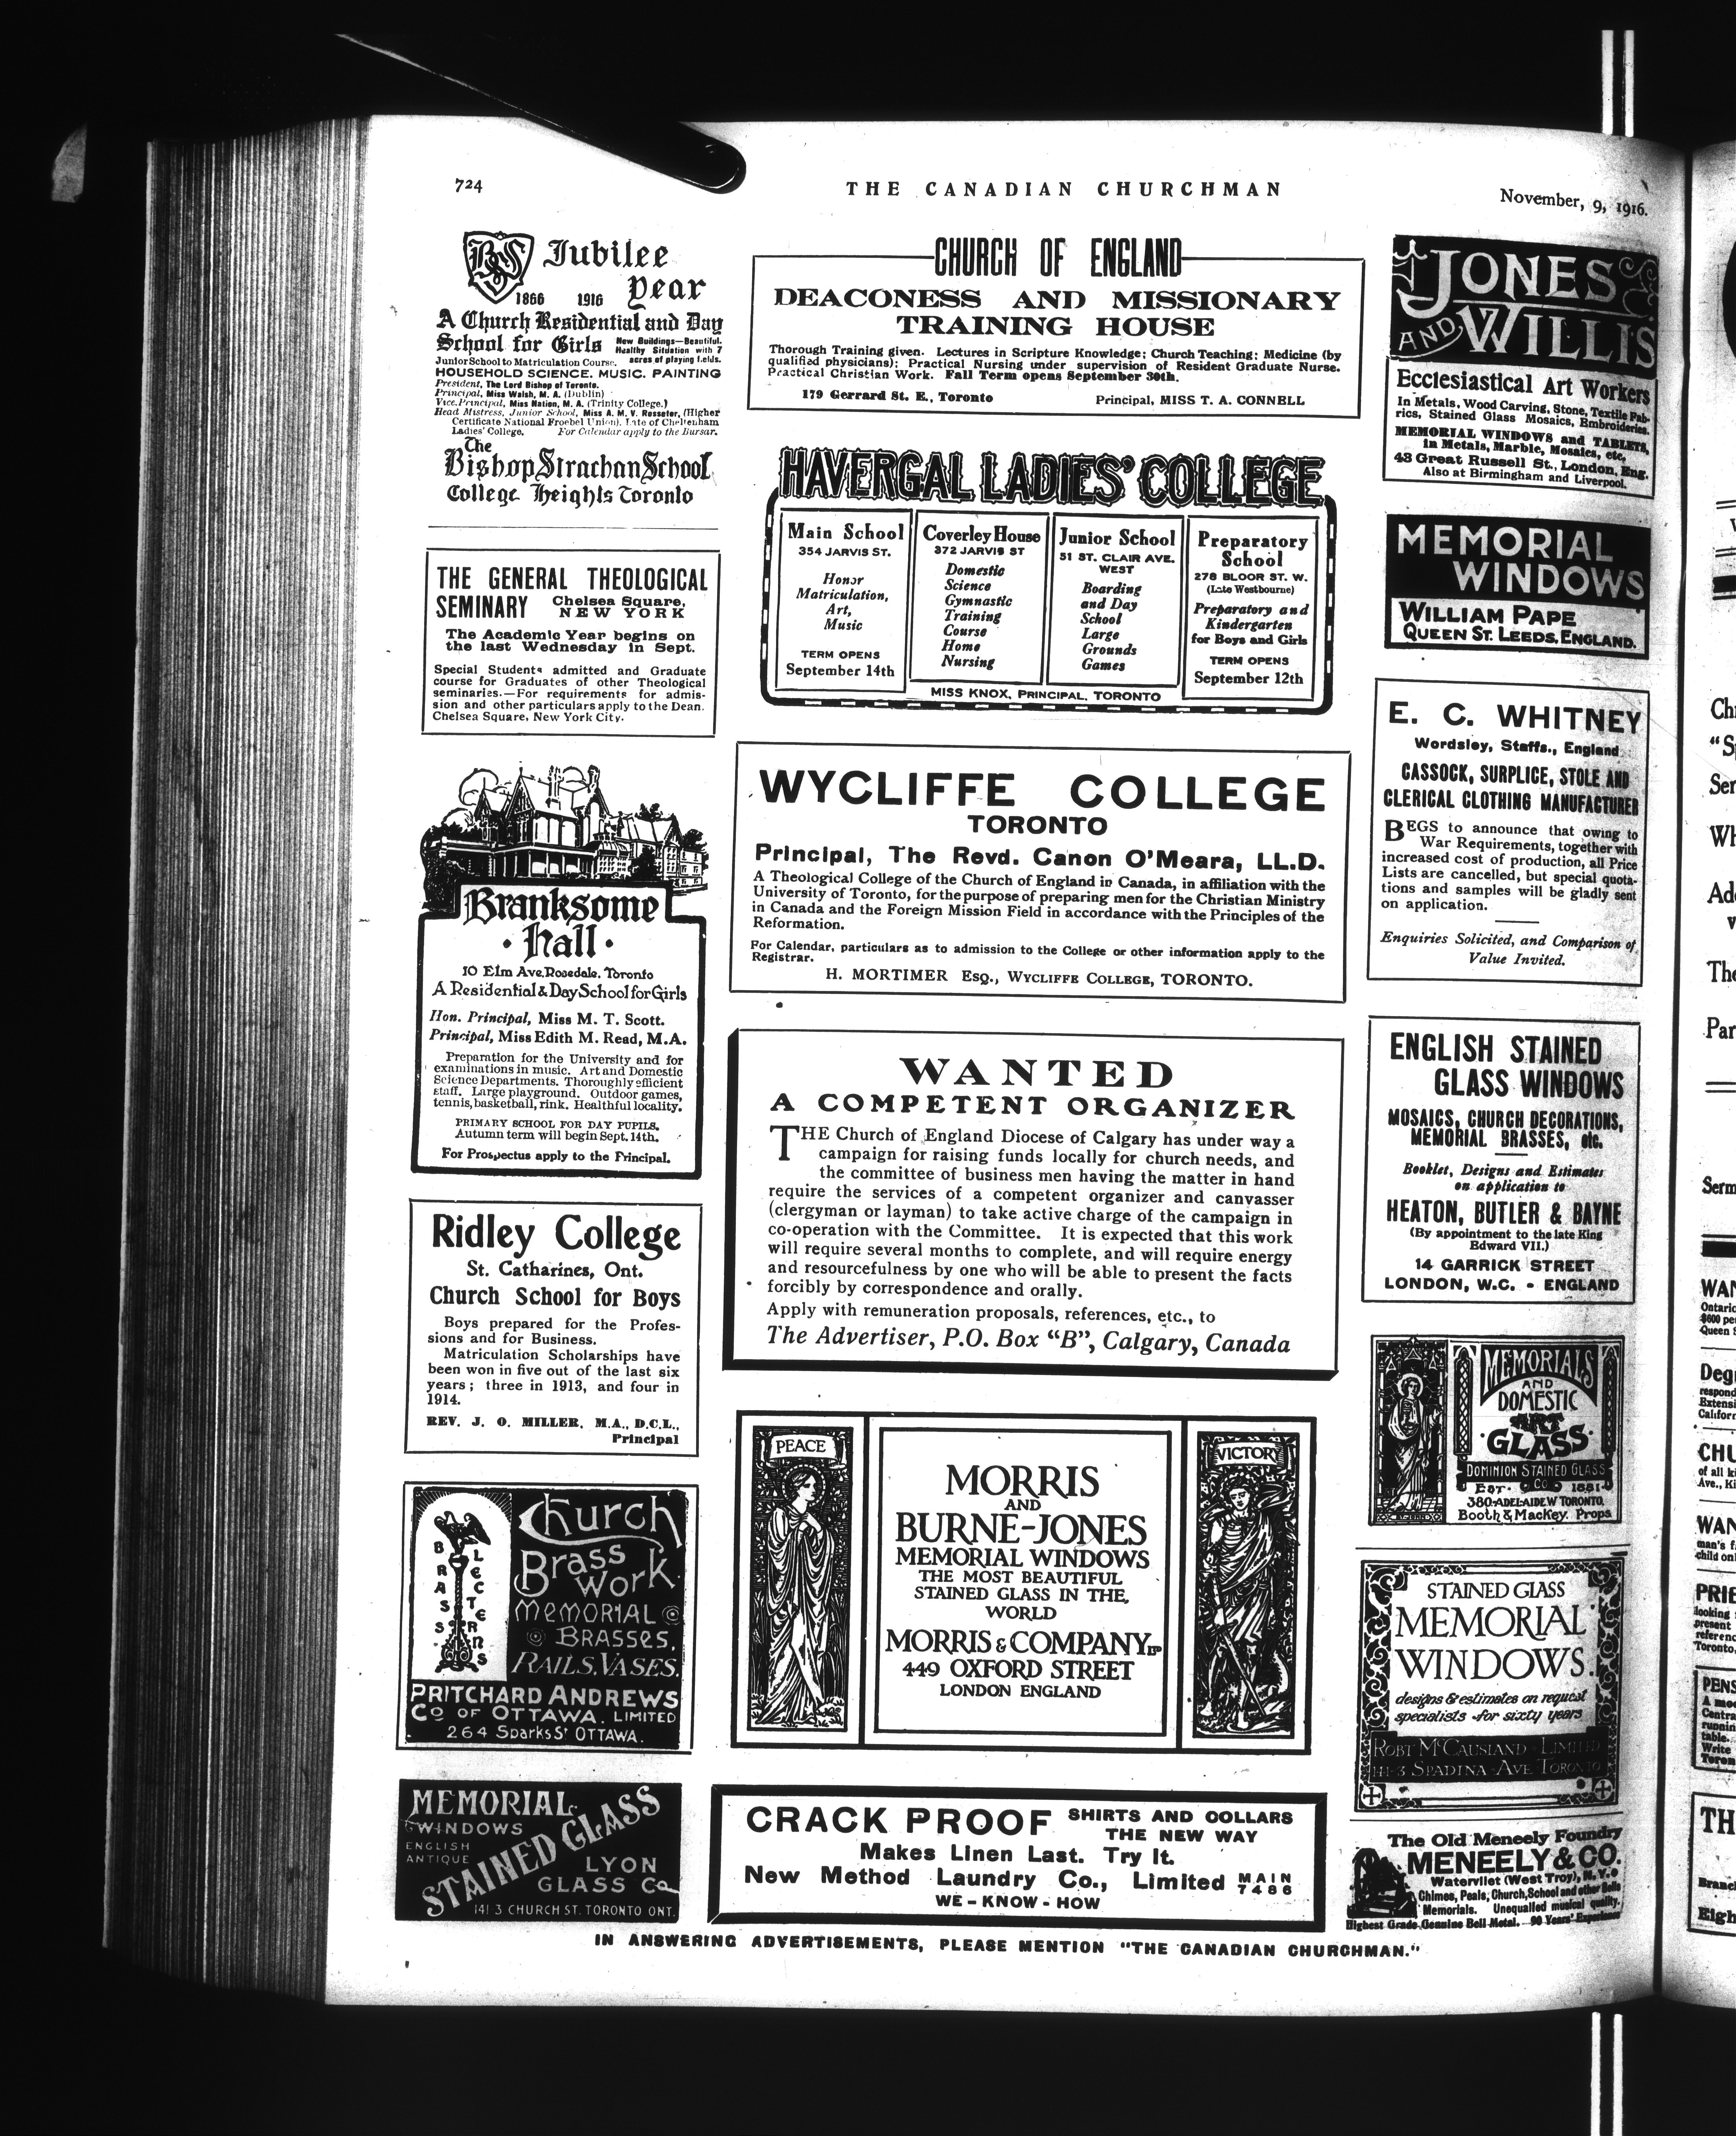 724
THE CANADIAN CHURCHMAN
November, 9, 1916.
BSS
Jubilee
Year
1866 1916
A Church Residential and Day
School for Girls
New Buildings—Beautiful.
Healthy Situation with 7
acres of playing fields.
Junior School to Matriculation Course.
HOUSEHOLD SCIENCE. MUSIC. PAINTING
President, The Lord Bishop of Toronto.
Principal, Miss Walsh, M. A. (Dublin)
Vice-Principal, Miss Nation, M. A. (Trinity College.)
Head Mistress, Junior School, Miss A. M. V. Rosseter, (Higher
Certificate National Froebel Union). Late of Cheltenham
Ladies' College. For Calendar apply to the Bursar.
The
Bishop Strachan School
College Heights Toronto
THE GENERAL THEOLOGICAL
SEMINARY Chelsea Square,
NEW YORK
The Academic Year begins on
the last Wednesday in Sept.
Special Students admitted and Graduate
course for Graduates of other Theological
seminaries.—For requirements for admis-
sion and other particulars apply to the Dean.
Chelsea Square, New York City.
Branksome
Hall
10 Elm Ave. Rosedale. Toronto
A Residential & Day School for Girls
Hon. Principal, Miss M. T. Scott.
Principal, Miss Edith M. Read, M.A.
Preparation for the University and for
examinations in music. Art and Domestic
Science Departments. Thoroughly efficient
staff. Large playground. Outdoor games,
tennis, basketball, rink. Healthful locality.
PRIMARY SCHOOL FOR DAY PUPILS.
Autumn term will begin Sept. 14th.
For Prospectus apply to the Principal.
Ridley College
St. Catharines, Ont.
Church School for Boys
Boys prepared for the Profes-
sions and for Business.
Matriculation Scholarships have
been won in five out of the last six
years; three in 1913, and four in
1914.
REV. J. O. MILLER, M.A., D.C.L.,
Principal
BRASS LECTERNS
Church
Brass
Work
MEMORIAL
BRASSES,
RAILS, VASES.
PRITCHARD ANDREWS
Co OF OTTAWA. LIMITED
264 Sparks St OTTAWA.
MEMORIAL
WINDOWS
ENGLISH
ANTIQUE
STAINED GLASS
LYON
GLASS Co
141-3 CHURCH ST. TORONTO ONT.
CHURCH OF ENGLAND
DEACONESS AND MISSIONARY
TRAINING HOUSE
Thorough Training given. Lectures in Scripture Knowledge; Church Teaching; Medicine (by
qualified physicians); Practical Nursing under supervision of Resident Graduate Nurse.
Practical Christian Work. Fall Term opens September 30th.
179 Gerrard St. E., Toronto Principal, MISS T. A. CONNELL
HAVERGAL LADIES' COLLEGE
Main School
354 JARVIS ST.
Honor
Matriculation,
Art,
Music
TERM OPENS
September 14th
Coverley House
372 JARVIS ST
Domestic
Science
Gymnastic
Training
Course
Home
Nursing
Junior School
51 ST. CLAIR AVE.
WEST
Boarding
and Day
School
Large
Grounds
Games
Preparatory
School
278 BLOOR ST. W.
(Late Westbourne)
Preparatory and
Kindergarten
for Boys and Girls
TERM OPENS
September 12th
MISS KNOX, PRINCIPAL, TORONTO
WYCLIFFE COLLEGE
TORONTO
Principal, The Revd. Canon O'Meara, LL.D.
A Theological College of the Church of England in Canada, in affiliation with the
University of Toronto, for the purpose of preparing men for the Christian Ministry
in Canada and the Foreign Mission Field in accordance with the Principles of the
Reformation.
For Calendar, particulars as to admission to the College or other information apply to the
Registrar.
H. MORTIMER ESQ., WYCLIFFE COLLEGE, TORONTO.
WANTED
A COMPETENT ORGANIZER
THE Church of England Diocese of Calgary has under way a
campaign for raising funds locally for church needs, and
the committee of business men having the matter in hand
require the services of a competent organizer and canvasser
(clergyman or layman) to take active charge of the campaign in
co-operation with the Committee. It is expected that this work
will require several months to complete, and will require energy
and resourcefulness by one who will be able to present the facts
forcibly by correspondence and orally.
Apply with remuneration proposals, references, etc., to
The Advertiser, P.O. Box "B", Calgary, Canada
PEACE
MORRIS
AND
BURNE-JONES
MEMORIAL WINDOWS
THE MOST BEAUTIFUL
STAINED GLASS IN THE,
WORLD
MORRIS & COMPANY LTD
449 OXFORD STREET
LONDON ENGLAND
VICTORY
CRACK PROOF SHIRTS AND COLLARS
THE NEW WAY
Makes Linen Last. Try It.
New Method Laundry Co., Limited MAIN
7486
WE-KNOW-HOW
JONES
AND WILLIS
Ecclesiastical Art Workers
In Metals, Wood Carving, Stone, Textile Fab-
rics, Stained Glass Mosaics, Embroideries.
MEMORIAL WINDOWS and TABLETS,
in Metals, Marble, Mosaics, etc.
43 Great Russell St., London, Eng.
Also at Birmingham and Liverpool.
MEMORIAL
WINDOWS
WILLIAM PAPE
QUEEN ST. LEEDS, ENGLAND.
E. C. WHITNEY
Wordsley, Staffs., England
CASSOCK, SURPLICE, STOLE AND
CLERICAL CLOTHING MANUFACTURER
BEGS to announce that owing to
War Requirements, together with
increased cost of production, all Price
Lists are cancelled, but special quota-
tions and samples will be gladly sent
on application.
Enquiries Solicited, and Comparison of
Value Invited.
ENGLISH STAINED
GLASS WINDOWS
MOSAICS, CHURCH DECORATIONS,
MEMORIAL BRASSES, etc.
Booklet, Designs and Estimates
on application to
HEATON, BUTLER & BAYNE
(By appointment to the late King
Edward VII.)
14 GARRICK STREET
LONDON, W.C. - ENGLAND
MEMORIALS
AND
DOMESTIC
ART
GLASS
DOMINION STAINED GLASS
EST. Co 1881
380 ADELAIDE W TORONTO.
Booth & MacKey. Props
STAINED GLASS
MEMORIAL
WINDOWS.
designs & estimates on request
specialists for sixty years
ROBT McCAUSLAND LIMITED
141-3 SPADINA AVE TORONTO
The Old Meneely Foundry
MENEELY & CO.
Watervliet (West Troy), N.Y.
Chimes, Peals, Church, School and other Bells
Memorials. Unequalled musical quality.
Highest Grade Genuine Bell Metal. 90 Years' Experience
IN ANSWERING ADVERTISEMENTS, PLEASE MENTION "THE CANADIAN CHURCHMAN."